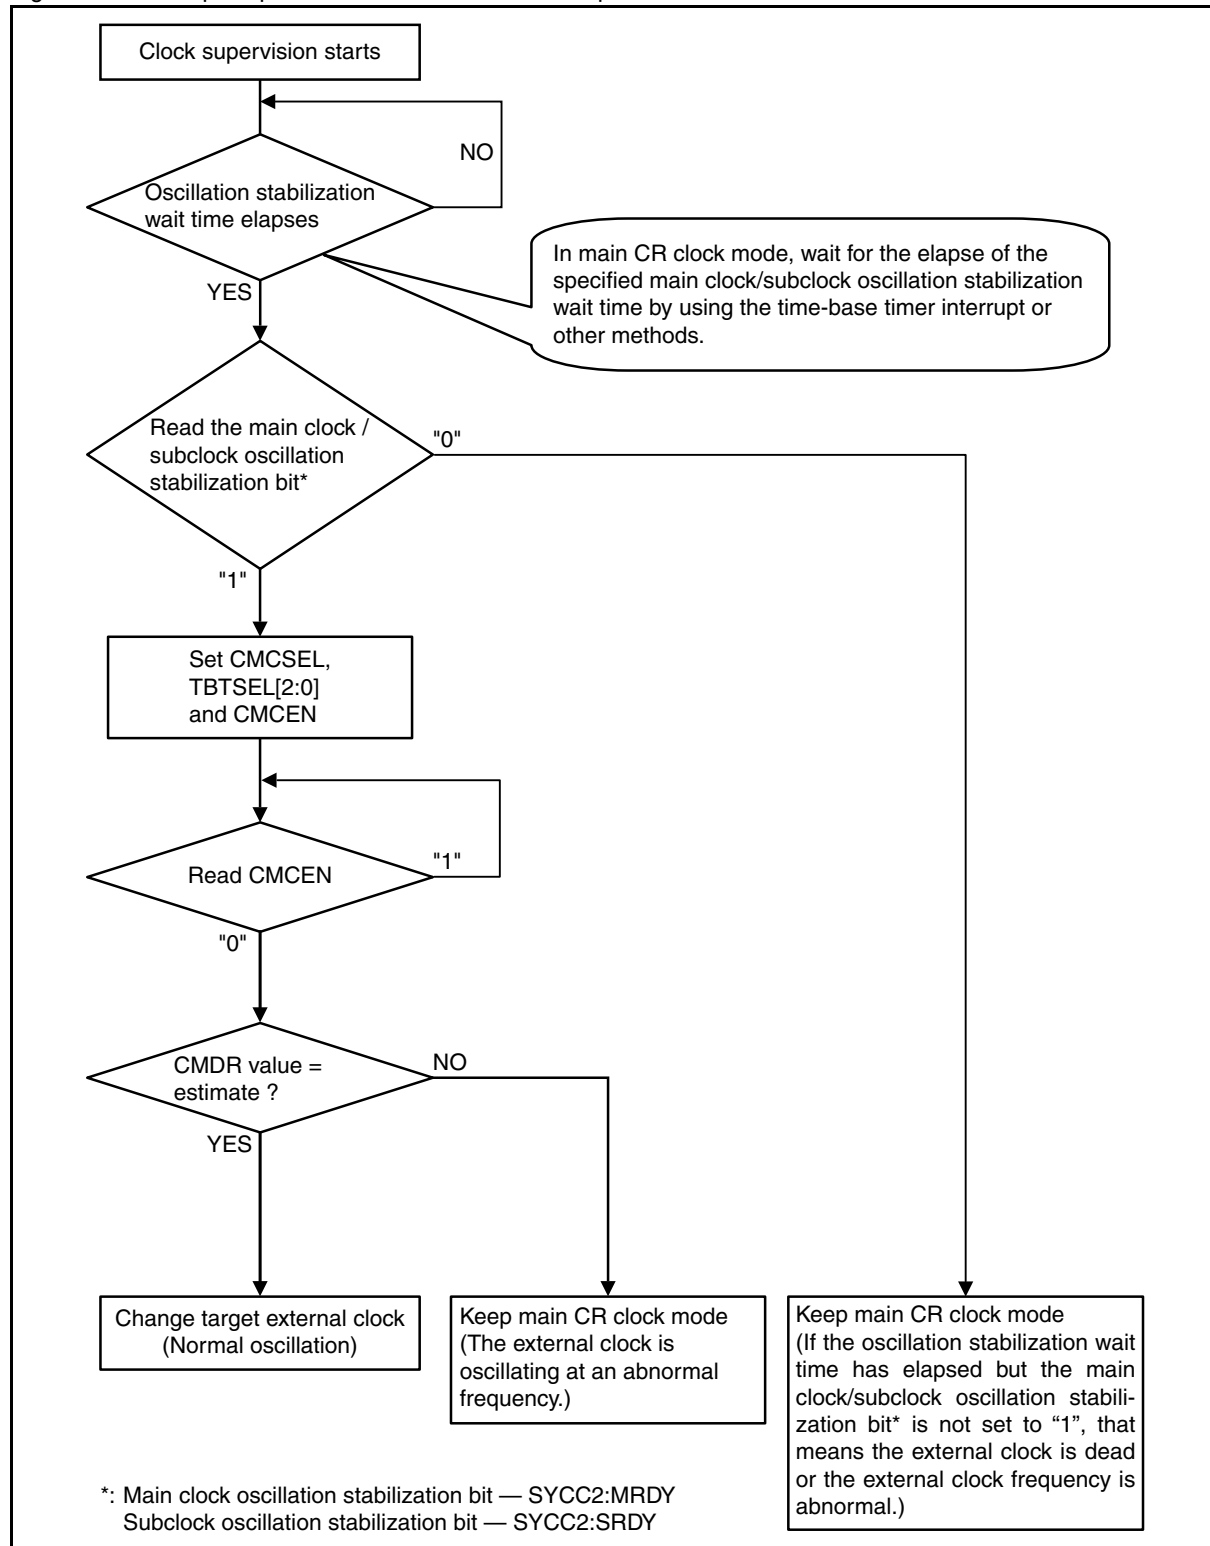 Clock supervision starts
NO
Oscillation stabilization
wait time elapses
In main CR clock mode, wait for the elapse of the
specified main clock/subclock oscillation stabilization
wait time by using the time-base timer interrupt or
other methods.
YES
Read the main clock /
subclock oscillation
stabilization bit*
"0"
"1"
Set CMCSEL,
TBTSEL[2:0]
and CMCEN
Read CMCEN
"1"
"0"
CMDR value =
estimate ?
NO
YES
Change target external clock
(Normal oscillation)
Keep main CR clock mode
(The external clock is
oscillating at an abnormal
frequency.)
Keep main CR clock mode
(If the oscillation stabilization wait
time has elapsed but the main
clock/subclock oscillation stabili-
zation bit* is not set to “1”, that
means the external clock is dead
or the external clock frequency is
abnormal.)
*: Main clock oscillation stabilization bit — SYCC2:MRDY
Subclock oscillation stabilization bit — SYCC2:SRDY